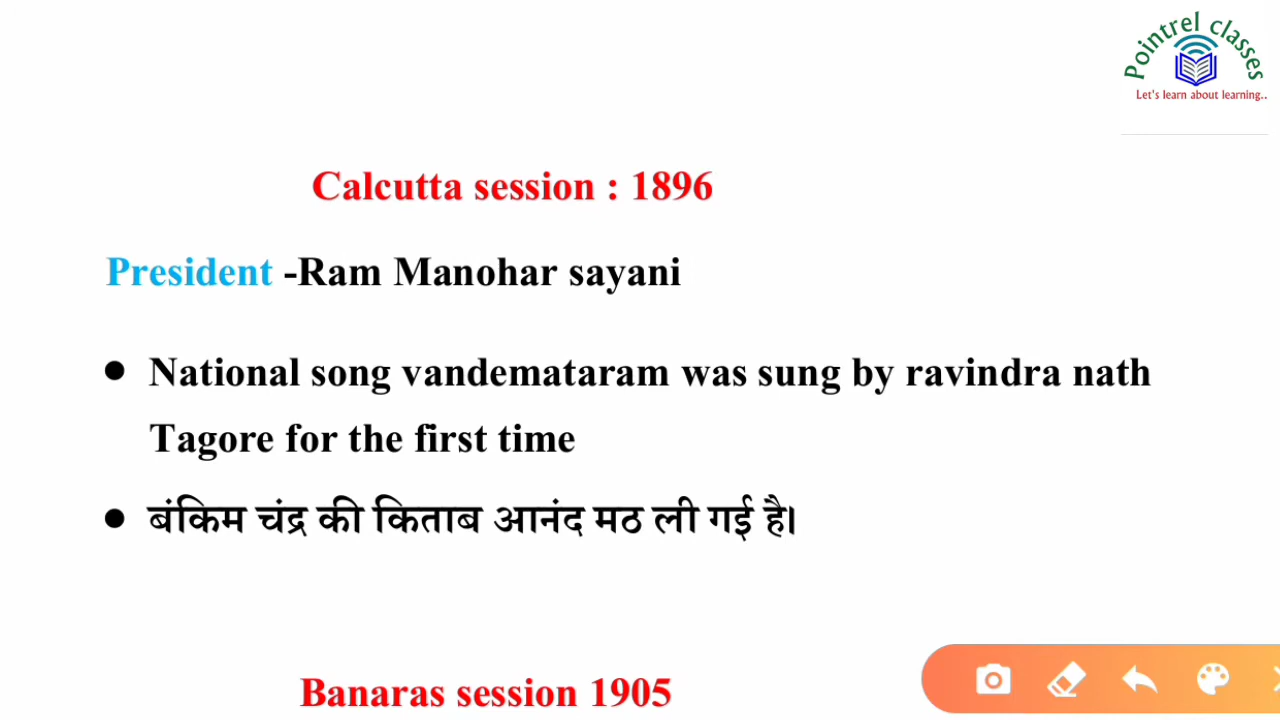 Pointrel classes
Let's learn about learning..
Calcutta session : 1896
President -Ram Manohar sayani
● National song vandemataram was sung by ravindra nath
Tagore for the first time
● बंकिम चंद्र की किताब आनंद मठ ली गई है।
Banaras session 1905